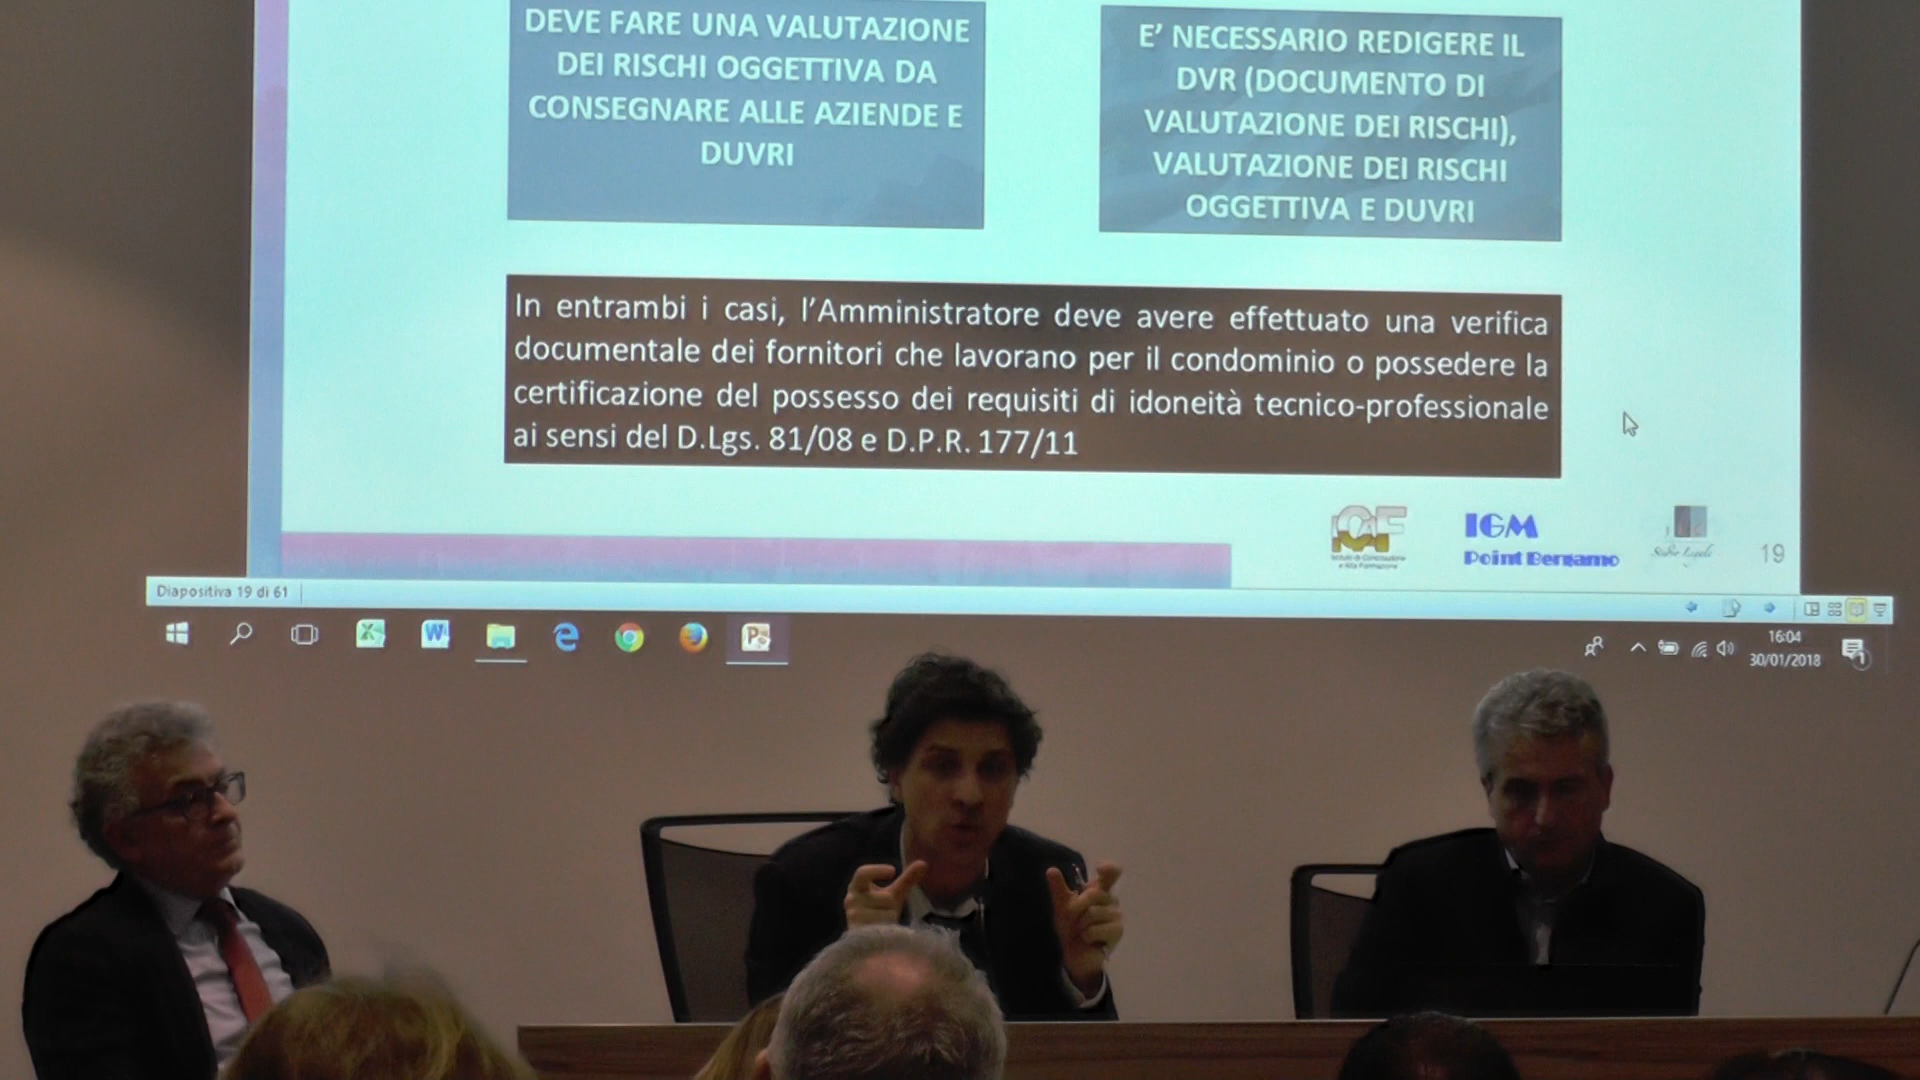 DEVE FARE UNA VALUTAZIONE
DEI RISCHI OGGETTIVA DA
CONSEGNARE ALLE AZIENDE E
DUVRI
E’ NECESSARIO REDIGERE IL
DVR (DOCUMENTO DI
VALUTAZIONE DEI RISCHI),
VALUTAZIONE DEI RISCHI
OGGETTIVA E DUVRI
In entrambi i casi, l’Amministratore deve avere effettuato una verifica
documentale dei fornitori che lavorano per il condominio o possedere la
certificazione del possesso dei requisiti di idoneità tecnico-professionale
ai sensi del D.Lgs. 81/08 e D.P.R. 177/11
IGM
Point Bergamo
19
Diapositiva 19 di 61
16:04
30/01/2018